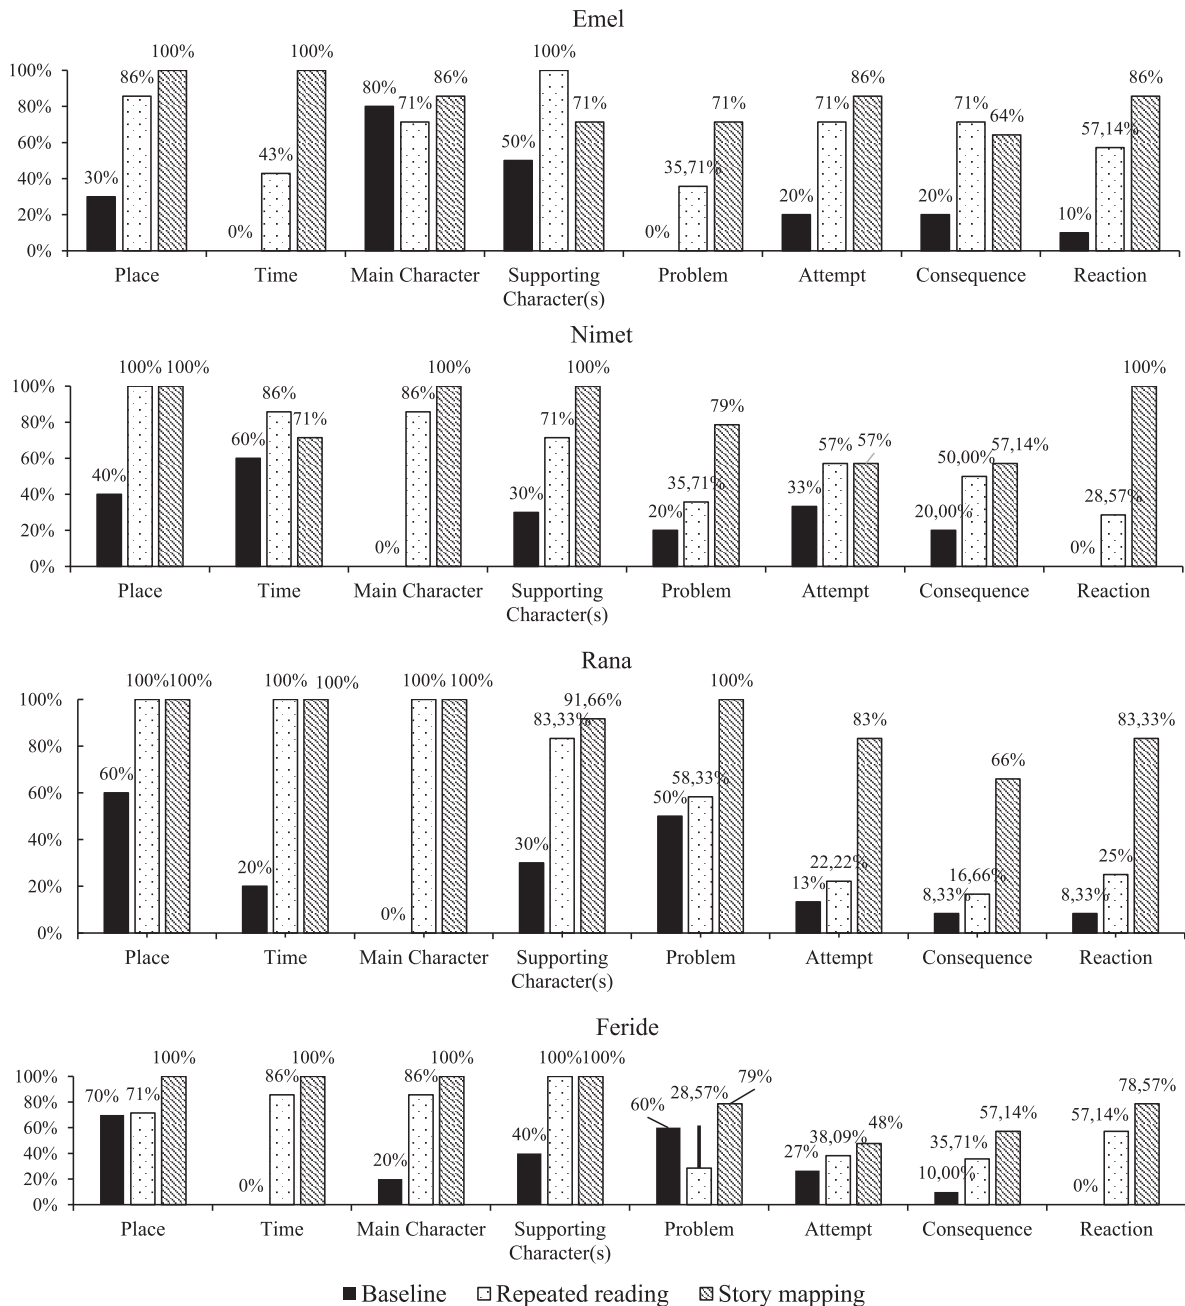 Emel
100% 100% 100%
100% 86% 80% 71% 86% 71% 71% 71% 86% 71% 64% 86%
80%
60% 50% 57,14%
40% 30% 43% 35,71%
20% 20% 20% 10%
0% 0% 0%
Place Time Main Character Supporting Character(s) Problem Attempt Consequence Reaction
Nimet
100% 100% 100% 100% 100%
100% 86% 86% 79%
80% 60% 71% 71%
60% 40% 57% 57% 50,00% 57,14%
40% 30% 35,71% 33% 28,57%
20% 20% 20,00%
0% 0% 0%
Place Time Main Character Supporting Character(s) Problem Attempt Consequence Reaction
Rana
100% 100% 100% 100% 100% 100% 100%
100% 83,33% 91,66% 83% 83,33%
80% 66%
60% 60% 50% 58,33%
40% 30%
20% 20% 13% 22,22% 8,33% 16,66% 8,33% 25%
0% 0%
Place Time Main Character Supporting Character(s) Problem Attempt Consequence Reaction
Feride
100% 100% 100% 100% 100%
100% 70% 71% 86% 86% 28,57% 79% 78,57%
80% 60% 57,14% 57,14%
60% 40% 38,09% 48% 35,71%
40% 20% 27%
20% 10,00%
0% 0% 0%
Place Time Main Character Supporting Character(s) Problem Attempt Consequence Reaction
Baseline Repeated reading Story mapping